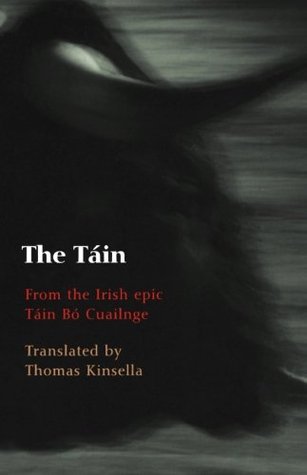 The Táin
From the Irish epic
Táin Bó Cuailnge
Translated by
Thomas Kinsella